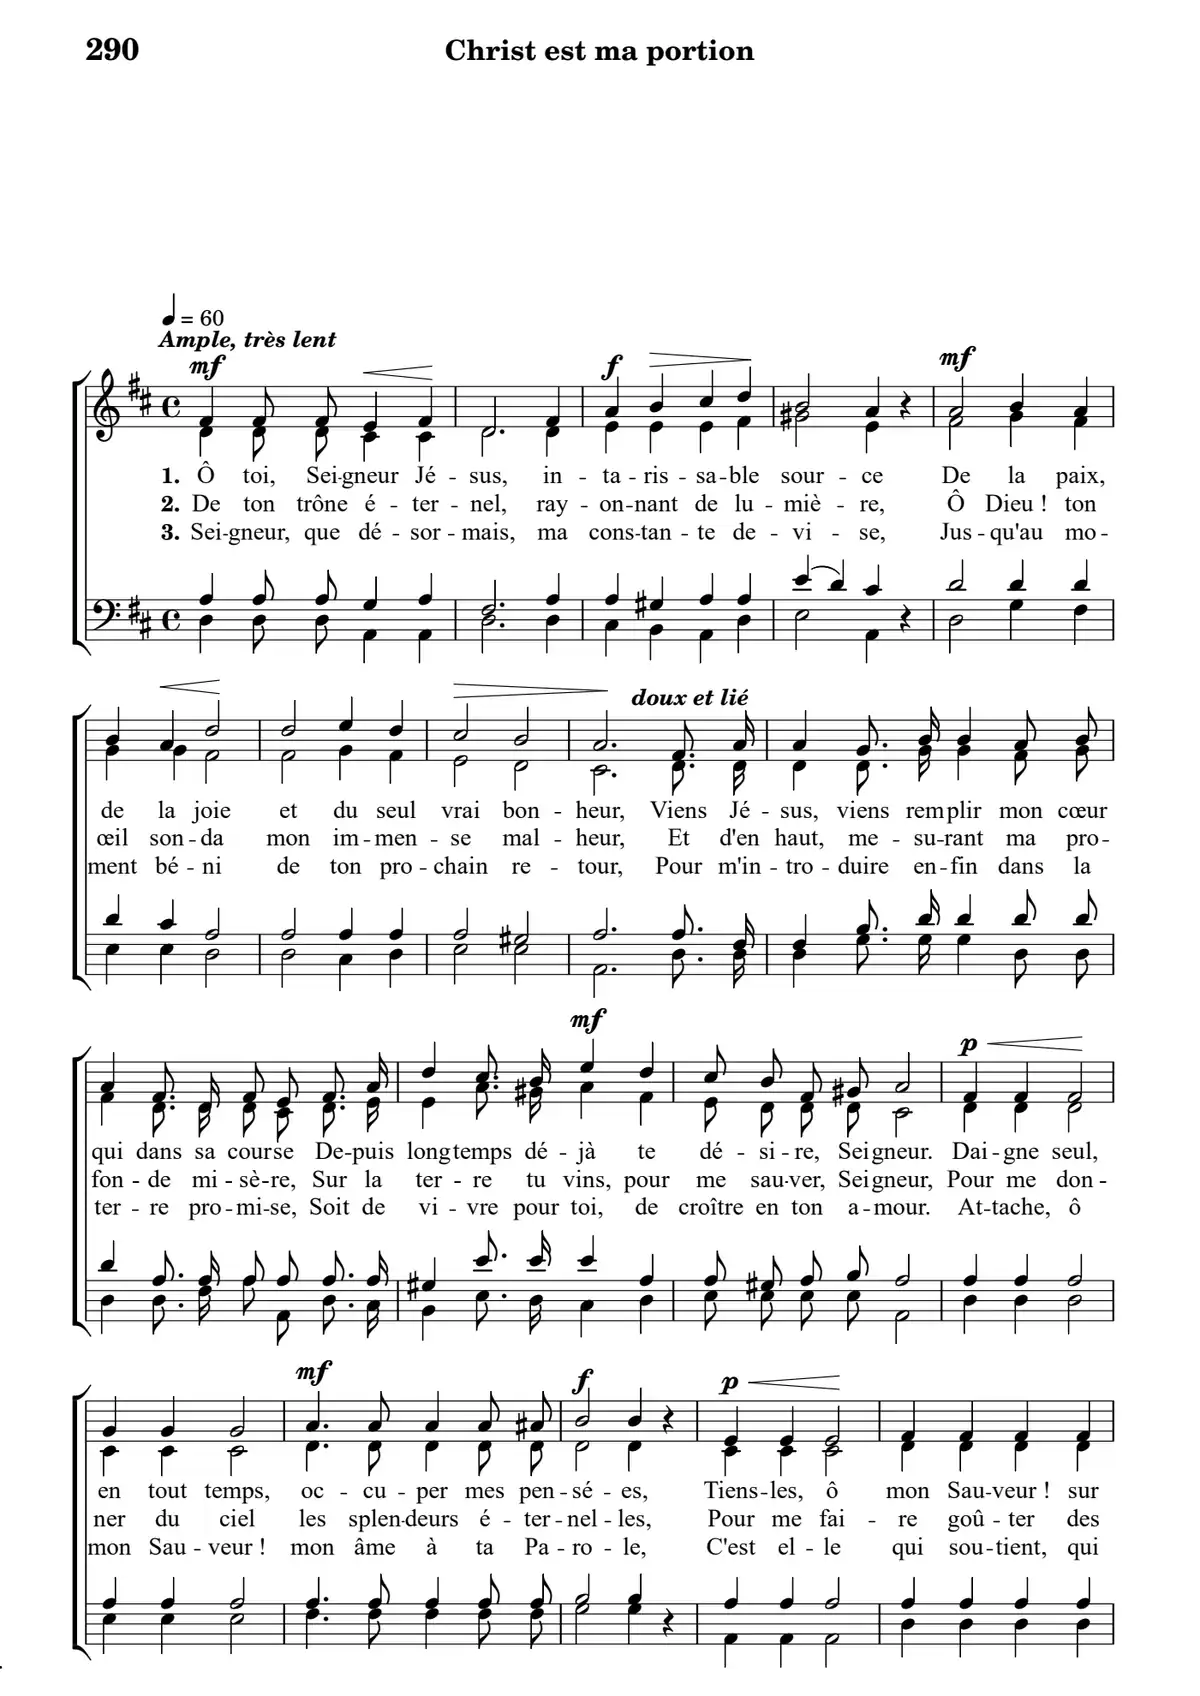 290 Christ est ma portion
= 60
Ample, très lent
mf f mf
1. Ô toi, Sei-gneur Jé - sus, in - ta - ris - sa-ble sour - ce De la paix,
2. De ton trône é - ter - nel, ray - on-nant de lu - miè - re, Ô Dieu ! ton
3. Sei-gneur, que dé - sor - mais, ma cons-tan - te de - vi - se, Jus-qu'au mo -
doux et lié
de la joie et du seul vrai bon - heur, Viens Jé - sus, viens rem plir mon cœur
œil son - da mon im - men - se mal - heur, Et d'en haut, me - su-rant ma pro -
ment bé - ni de ton pro - chain re - tour, Pour m'in - tro - duire en-fin dans la
mf
p
qui dans sa course De-puis long temps dé - jà te dé - si - re, Sei gneur. Dai - gne seul,
fon - de mi - sè - re, Sur la ter - re tu vins, pour me sau-ver, Sei gneur, Pour me don -
ter - re pro - mi - se, Soit de vi - vre pour toi, de croître en ton a - mour. At-tache, ô
mf f p
en tout temps, oc - cu - per mes pen - sé - es, Tiens-les, ô mon Sau-veur ! sur
ner du ciel les splen-deurs é - ter - nel - les, Pour me fai - re goû - ter des
mon Sau - veur ! mon âme à ta Pa - ro - le, C'est el - le qui sou-tient, qui